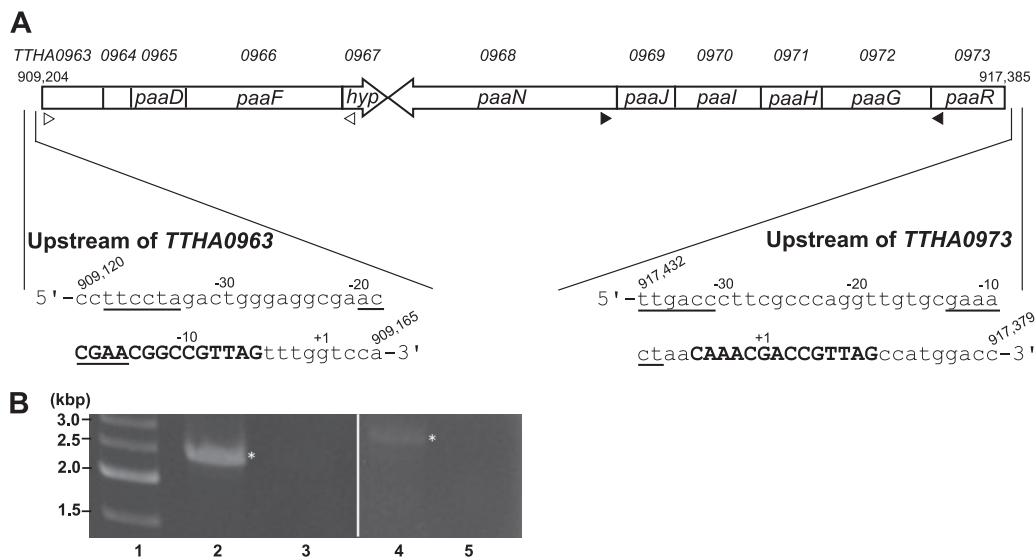 A
TTHA0963 0964 0965 0966 0967 0968 0969 0970 0971 0972 0973
909,204 917,385
paaD paaF hyp paaN paaJ paaI paaH paaG paaR
Upstream of TTHA0963 Upstream of TTHA0973
909,120 -30 -20 917,432 -30 -20 -10
5'-ccttcctagactgggaggcgaac 5'-ttgacccttcgcccaggttgtgcgaaa
-10 +1 909,165 +1 917,379
CGAACGGCCGTTAGtttggtcca-3' ctaaCAAACGACCGTTAGccatggacc-3'
B (kbp)
3.0
2.5 * *
2.0
1.5
1 2 3 4 5